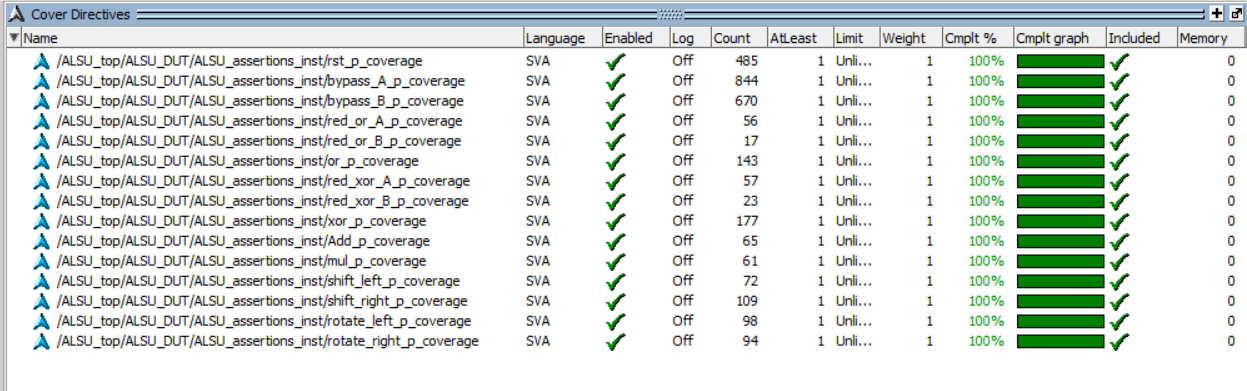 Cover Directives
Name Language Enabled Log Count AtLeast Limit Weight Cmplt % Cmplt graph Included Memory
/ALSU_top/ALSU_DUT/ALSU_assertions_inst/rst_p_coverage SVA Off 485 1 Unli... 1 100% 0
/ALSU_top/ALSU_DUT/ALSU_assertions_inst/bypass_A_p_coverage SVA Off 844 1 Unli... 1 100% 0
/ALSU_top/ALSU_DUT/ALSU_assertions_inst/bypass_B_p_coverage SVA Off 670 1 Unli... 1 100% 0
/ALSU_top/ALSU_DUT/ALSU_assertions_inst/red_or_A_p_coverage SVA Off 56 1 Unli... 1 100% 0
/ALSU_top/ALSU_DUT/ALSU_assertions_inst/red_or_B_p_coverage SVA Off 17 1 Unli... 1 100% 0
/ALSU_top/ALSU_DUT/ALSU_assertions_inst/or_p_coverage SVA Off 143 1 Unli... 1 100% 0
/ALSU_top/ALSU_DUT/ALSU_assertions_inst/red_xor_A_p_coverage SVA Off 57 1 Unli... 1 100% 0
/ALSU_top/ALSU_DUT/ALSU_assertions_inst/red_xor_B_p_coverage SVA Off 23 1 Unli... 1 100% 0
/ALSU_top/ALSU_DUT/ALSU_assertions_inst/xor_p_coverage SVA Off 177 1 Unli... 1 100% 0
/ALSU_top/ALSU_DUT/ALSU_assertions_inst/Add_p_coverage SVA Off 65 1 Unli... 1 100% 0
/ALSU_top/ALSU_DUT/ALSU_assertions_inst/mul_p_coverage SVA Off 61 1 Unli... 1 100% 0
/ALSU_top/ALSU_DUT/ALSU_assertions_inst/shift_left_p_coverage SVA Off 72 1 Unli... 1 100% 0
/ALSU_top/ALSU_DUT/ALSU_assertions_inst/shift_right_p_coverage SVA Off 109 1 Unli... 1 100% 0
/ALSU_top/ALSU_DUT/ALSU_assertions_inst/rotate_left_p_coverage SVA Off 98 1 Unli... 1 100% 0
/ALSU_top/ALSU_DUT/ALSU_assertions_inst/rotate_right_p_coverage SVA Off 94 1 Unli... 1 100% 0